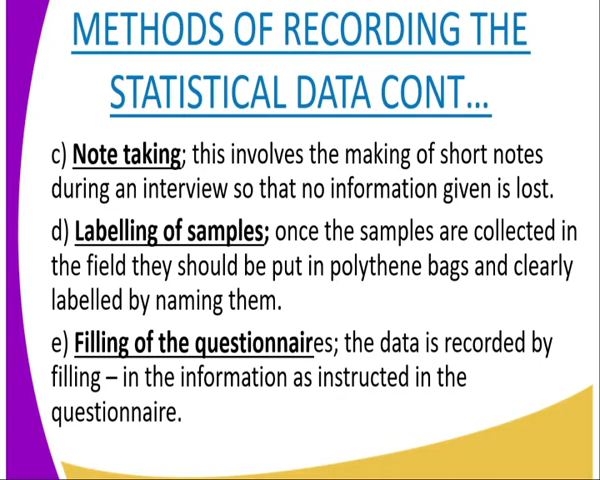 METHODS OF RECORDING THE
STATISTICAL DATA CONT...
c) Note taking; this involves the making of short notes
during an interview so that no information given is lost.
d) Labelling of samples; once the samples are collected in
the field they should be put in polythene bags and clearly
labelled by naming them.
e) Filling of the questionnaires; the data is recorded by
filling – in the information as instructed in the
questionnaire.